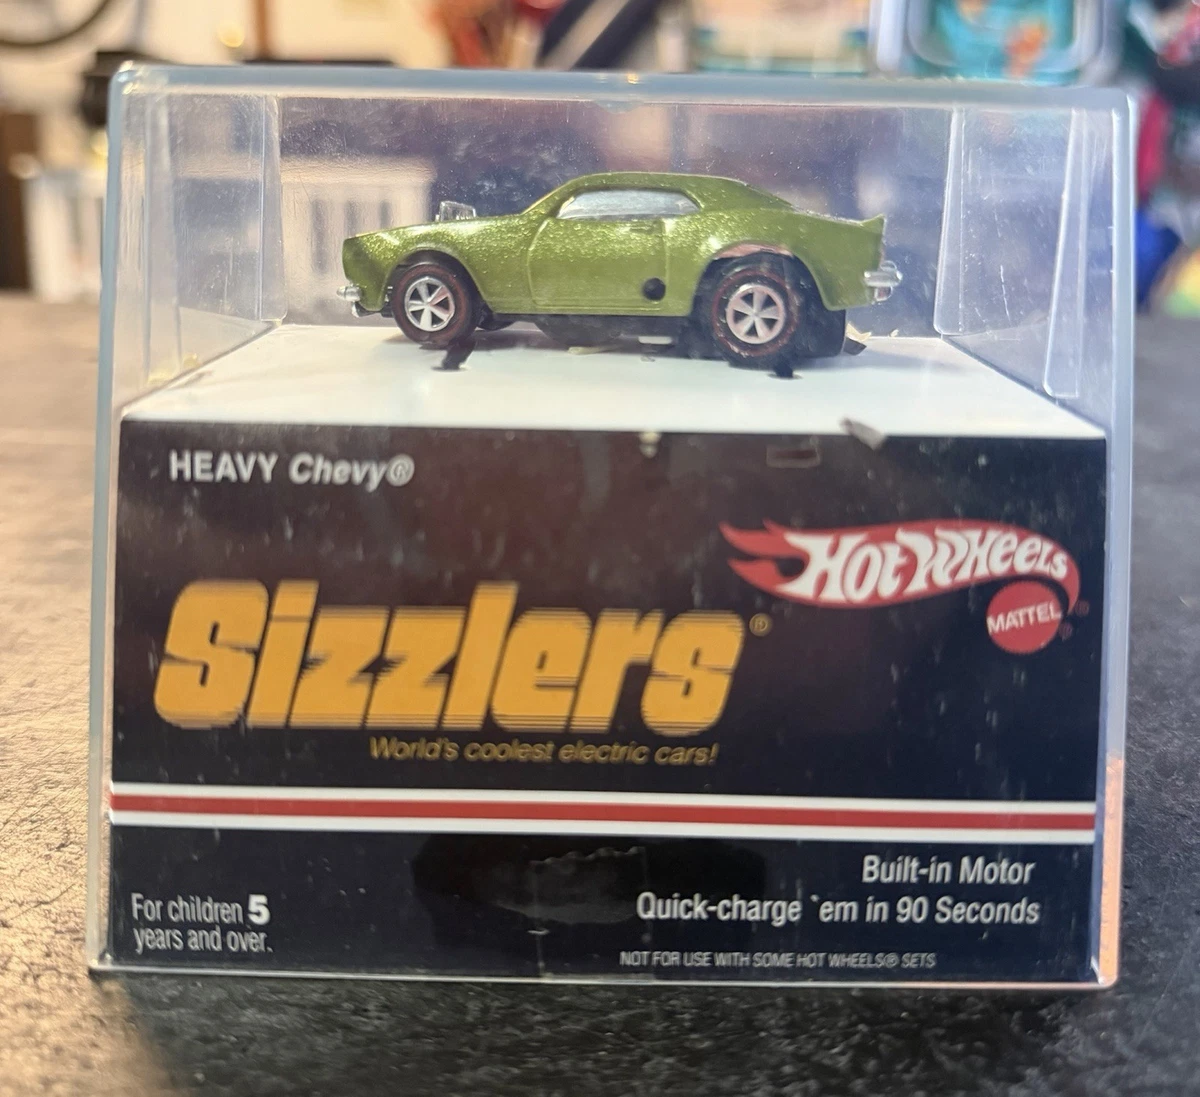 HEAVY Chevy®
HOT WHEELS
MATTEL
Sizzlers®
World's coolest electric cars!
Built-in Motor
Quick-charge `em in 90 Seconds
For children 5
years and over.
NOT FOR USE WITH SOME HOT WHEELS® SETS